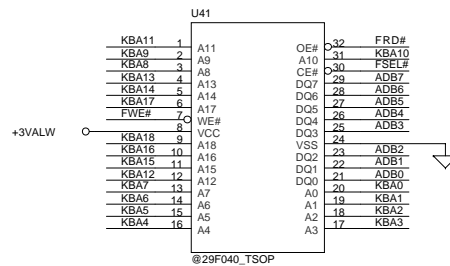 U41
KBA11 1 A11 OE# 32 FRD#
KBA9 2 A9 A10 31 KBA10
KBA8 3 A8 CE# 30 FSEL#
KBA13 4 A13 DQ7 29 ADB7
KBA14 5 A14 DQ6 28 ADB6
KBA17 6 A17 DQ5 27 ADB5
FWE# 7 WE# DQ4 26 ADB4
+3VALW 8 VCC DQ3 25 ADB3
KBA18 9 A18 VSS 24
KBA16 10 A16 DQ2 23 ADB2
KBA15 11 A15 DQ1 22 ADB1
KBA12 12 A12 DQ0 21 ADB0
KBA7 13 A7 A0 20 KBA0
KBA6 14 A6 A1 19 KBA1
KBA5 15 A5 A2 18 KBA2
KBA4 16 A4 A3 17 KBA3
@29F040_TSOP